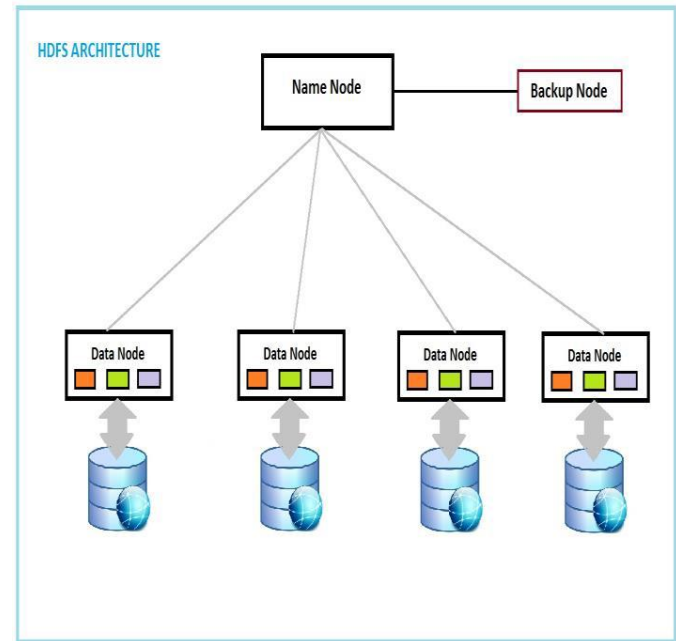 HDFS ARCHITECTURE
Name Node
Backup Node
Data Node
Data Node
Data Node
Data Node